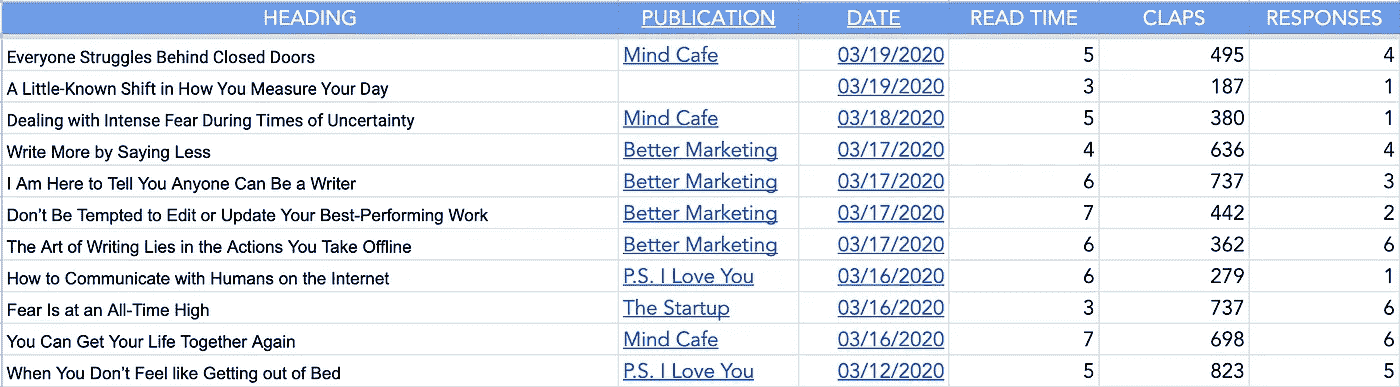 HEADING PUBLICATION DATE READ TIME CLAPS RESPONSES
Everyone Struggles Behind Closed Doors Mind Cafe 03/19/2020 5 495 4
A Little-Known Shift in How You Measure Your Day 03/19/2020 3 187 1
Dealing with Intense Fear During Times of Uncertainty Mind Cafe 03/18/2020 5 380 1
Write More by Saying Less Better Marketing 03/17/2020 4 636 4
I Am Here to Tell You Anyone Can Be a Writer Better Marketing 03/17/2020 6 737 3
Don't Be Tempted to Edit or Update Your Best-Performing Work Better Marketing 03/17/2020 7 442 2
The Art of Writing Lies in the Actions You Take Offline Better Marketing 03/17/2020 6 362 6
How to Communicate with Humans on the Internet P.S. I Love You 03/16/2020 6 279 1
Fear Is at an All-Time High The Startup 03/16/2020 3 737 6
You Can Get Your Life Together Again Mind Cafe 03/16/2020 7 698 6
When You Don't Feel like Getting out of Bed P.S. I Love You 03/12/2020 5 823 5